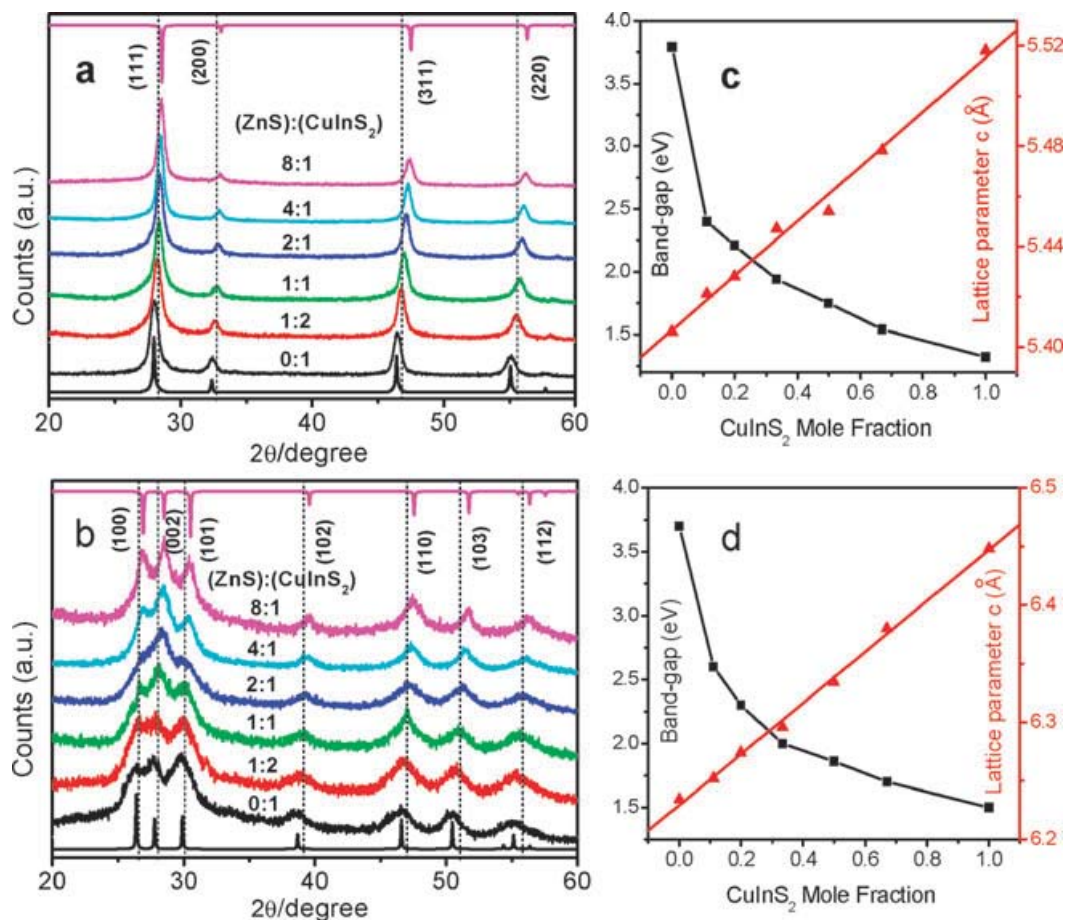 a
(111)
(200)
(311)
(220)
(ZnS):(CuInS2)
8:1
4:1
2:1
1:1
1:2
0:1
Counts (a.u.)
20 30 40 50 60
2θ/degree
c
4.0
3.5
3.0
2.5
2.0
1.5
Band-gap (eV)
5.52
5.48
5.44
5.40
Lattice parameter c (Å)
0.0 0.2 0.4 0.6 0.8 1.0
CuInS2 Mole Fraction
b
(100)
(002)
(101)
(102)
(110)
(103)
(112)
(ZnS):(CuInS2)
8:1
4:1
2:1
1:1
1:2
0:1
Counts (a.u.)
20 30 40 50 60
2θ/degree
d
4.0
3.5
3.0
2.5
2.0
1.5
Band-gap (eV)
6.5
6.4
6.3
6.2
Lattice parameter c (Å)
0.0 0.2 0.4 0.6 0.8 1.0
CuInS2 Mole Fraction